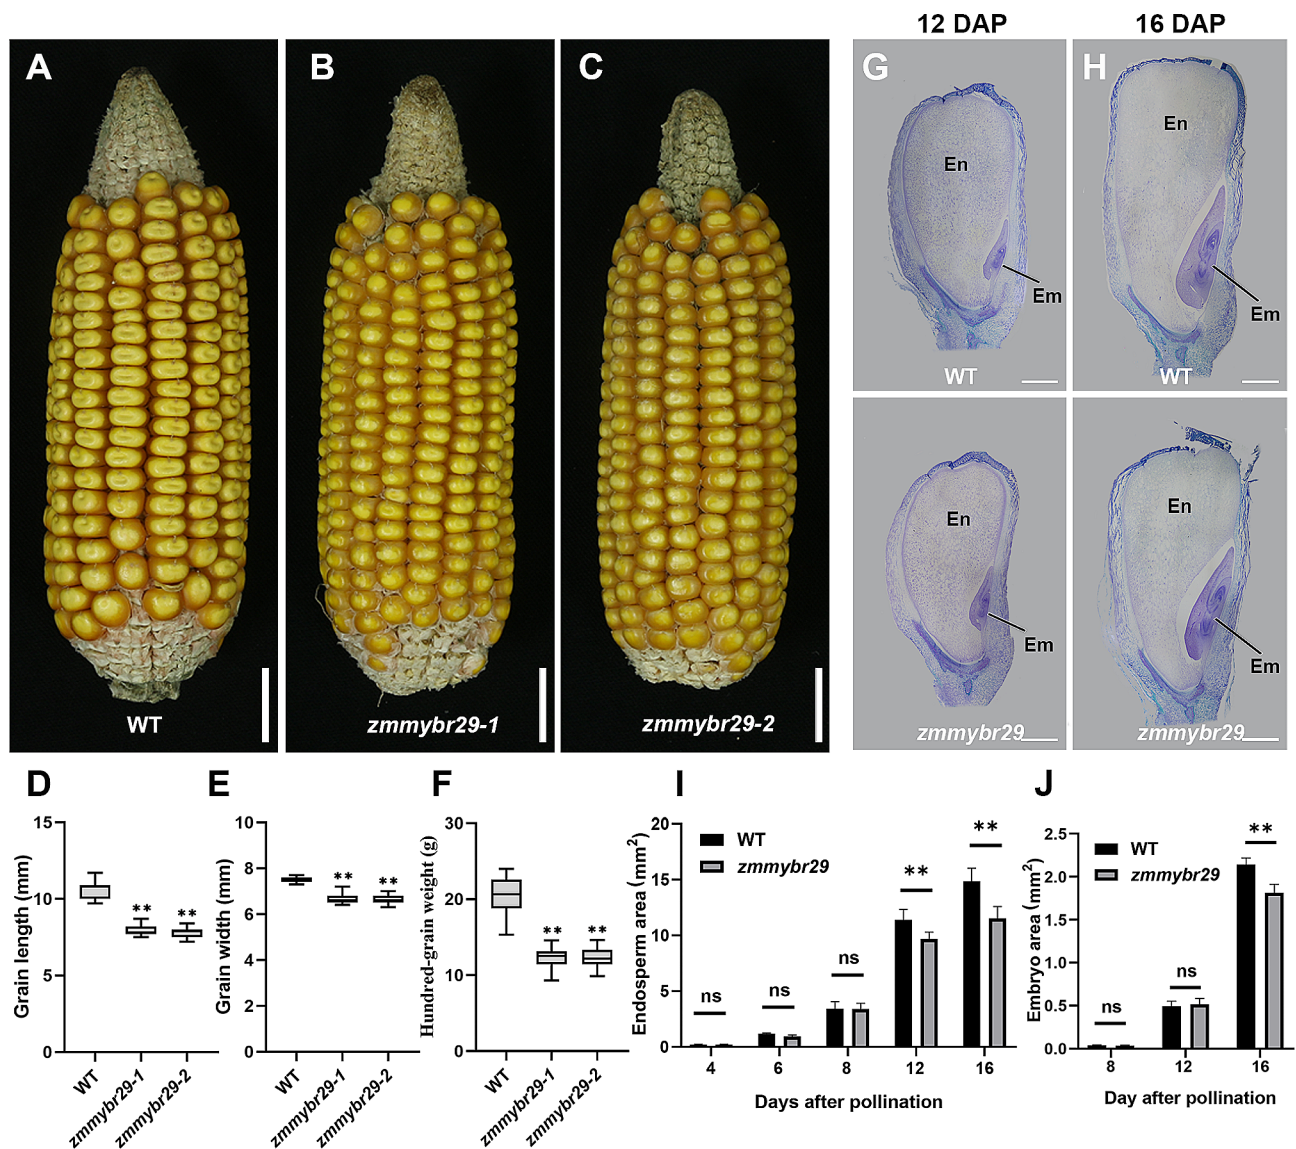 12 DAP
16 DAP
A
B
C
G
H
WT
zmmybr29-1
zmmybr29-2
En
Em
WT
En
Em
WT
En
Em
zmmybr29
En
Em
zmmybr29
D
Grain length (mm)
15
10
5
0
**
**
WT
zmmybr29-1
zmmybr29-2
E
Grain width (mm)
10
8
6
4
2
0
**
**
WT
zmmybr29-1
zmmybr29-2
F
Hundred-grain weight (g)
30
20
10
0
**
**
WT
zmmybr29-1
zmmybr29-2
I
Endosperm area (mm2)
20
15
10
5
0
WT
zmmybr29
ns
ns
ns
**
**
4
6
8
12
16
Days after pollination
J
Embryo area (mm2)
2.5
2.0
1.5
1.0
0.5
0.0
WT
zmmybr29
ns
ns
**
8
12
16
Day after pollination